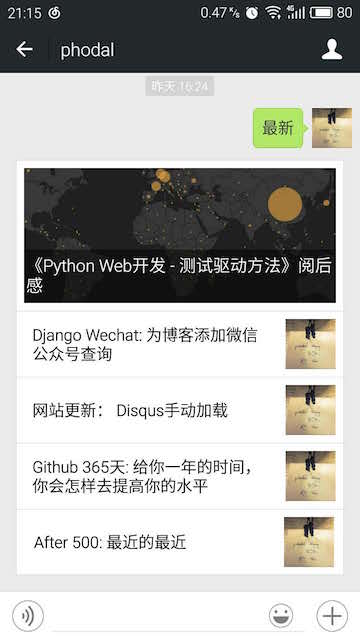 21:15 0.47 K/s 4G 80
phodal
昨天 16:24
最新
《Python Web开发 - 测试驱动方法》阅后
感
Django Wechat: 为博客添加微信
公众号查询
网站更新： Disqus手动加载
Github 365天: 给你一年的时间，
你会怎样去提高你的水平
After 500: 最近的最近